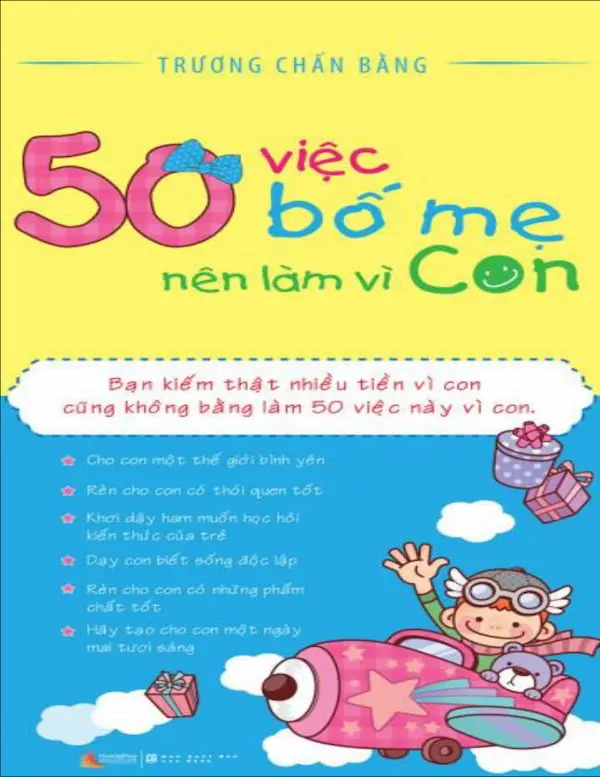 TRƯƠNG CHẤN BẰNG
50 việc
bố mẹ
nên làm vì con
Bạn kiếm thật nhiều tiền vì con
cũng không bằng làm 50 việc này vì con.
Cho con một thế giới bình yên
Rèn cho con có thói quen tốt
Khơi dậy ham muốn học hỏi
kiến thức của trẻ
Dạy con biết sống độc lập
Rèn cho con có những phẩm
chất tốt
Hãy tạo cho con một ngày
mai tươi sáng